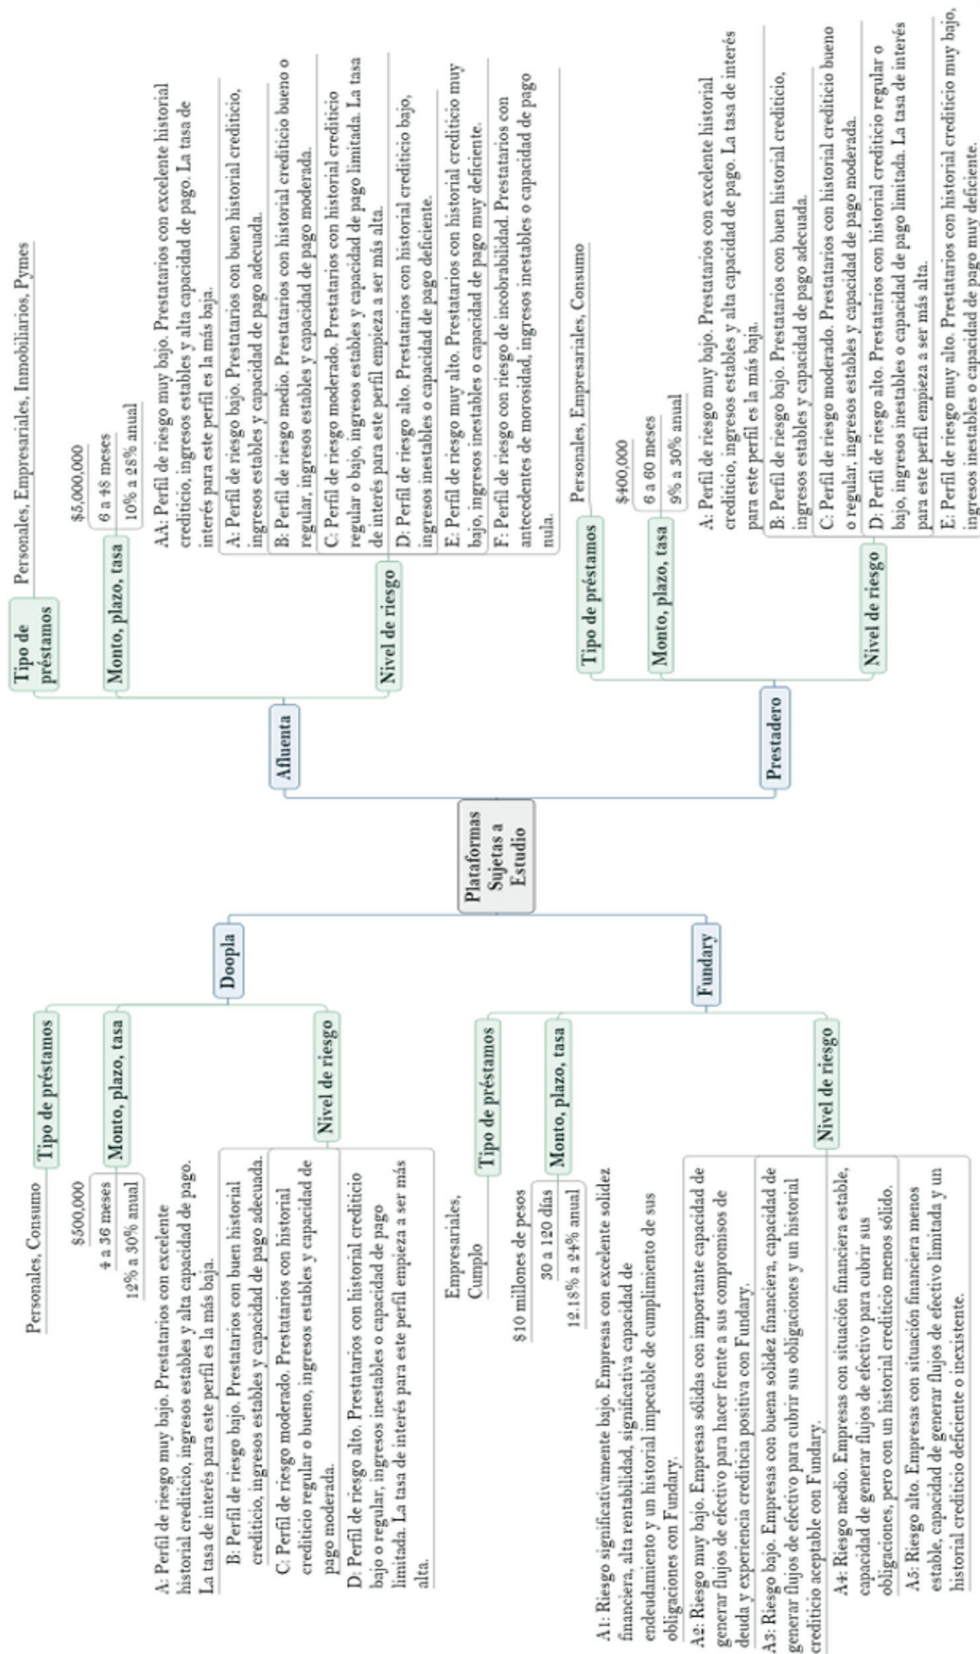 Plataformas
Sujetas a
Estudio
Doopla
Tipo de préstamos
Personales, Consumo
Monto, plazo, tasa
$500,000
4 a 36 meses
12% a 30% anual
Nivel de riesgo
A: Perfil de riesgo muy bajo. Prestatarios con excelente
historial crediticio, ingresos estables y alta capacidad de pago.
La tasa de interés para este perfil es la más baja.
B: Perfil de riesgo bajo. Prestatarios con buen historial
crediticio, ingresos estables y capacidad de pago adecuada.
C: Perfil de riesgo moderado. Prestatarios con historial
crediticio regular o bueno, ingresos estables y capacidad de
pago moderada.
D: Perfil de riesgo alto. Prestatarios con historial crediticio
bajo o regular, ingresos inestables o capacidad de pago
limitada. La tasa de interés para este perfil empieza a ser más
alta.
Fundary
Tipo de préstamos
Empresariales,
Cumplo
Monto, plazo, tasa
$10 millones de pesos
30 a 120 días
12.18% a 24% anual
Nivel de riesgo
A1: Riesgo significativamente bajo. Empresas con excelente solidez
financiera, alta rentabilidad, significativa capacidad de
endeudamiento y un historial impecable de cumplimiento de sus
obligaciones con Fundary.
A2: Riesgo muy bajo. Empresas sólidas con importante capacidad de
generar flujos de efectivo para hacer frente a sus compromisos de
deuda y experiencia crediticia positiva con Fundary.
A3: Riesgo bajo. Empresas con buena solidez financiera, capacidad de
generar flujos de efectivo para cubrir sus obligaciones y un historial
crediticio aceptable con Fundary.
A4: Riesgo medio. Empresas con situación financiera estable,
capacidad de generar flujos de efectivo para cubrir sus
obligaciones, pero con un historial crediticio menos sólido.
A5: Riesgo alto. Empresas con situación financiera menos
estable, capacidad de generar flujos de efectivo limitada y un
historial crediticio deficiente o inexistente.
Afluenta
Tipo de
préstamos
Personales, Empresariales, Inmobiliarios, Pymes
Monto, plazo, tasa
$5,000,000
6 a 48 meses
10% a 28% anual
Nivel de riesgo
AA: Perfil de riesgo muy bajo. Prestatarios con excelente historial
crediticio, ingresos estables y alta capacidad de pago. La tasa de
interés para este perfil es la más baja.
A: Perfil de riesgo bajo. Prestatarios con buen historial crediticio,
ingresos estables y capacidad de pago adecuada.
B: Perfil de riesgo medio. Prestatarios con historial crediticio bueno o
regular, ingresos estables y capacidad de pago moderada.
C: Perfil de riesgo moderado. Prestatarios con historial crediticio
regular o bajo, ingresos estables y capacidad de pago limitada. La tasa
de interés para este perfil empieza a ser más alta.
D: Perfil de riesgo alto. Prestatarios con historial crediticio bajo,
ingresos inestables o capacidad de pago deficiente.
E: Perfil de riesgo muy alto. Prestatarios con historial crediticio muy
bajo, ingresos inestables o capacidad de pago muy deficiente.
F: Perfil de riesgo con riesgo de incobrabilidad. Prestatarios con
antecedentes de morosidad, ingresos inestables o capacidad de pago
nula.
Prestadero
Tipo de préstamos
Personales, Empresariales, Consumo
Monto, plazo, tasa
$400,000
6 a 60 meses
9% a 30% anual
Nivel de riesgo
A: Perfil de riesgo muy bajo. Prestatarios con excelente historial
crediticio, ingresos estables y alta capacidad de pago. La tasa de interés
para este perfil es la más baja.
B: Perfil de riesgo bajo. Prestatarios con buen historial crediticio,
ingresos estables y capacidad de pago adecuada.
C: Perfil de riesgo moderado. Prestatarios con historial crediticio bueno
o regular, ingresos estables y capacidad de pago moderada.
D: Perfil de riesgo alto. Prestatarios con historial crediticio regular o
bajo, ingresos inestables o capacidad de pago limitada. La tasa de interés
para este perfil empieza a ser más alta.
E: Perfil de riesgo muy alto. Prestatarios con historial crediticio muy bajo,
ingresos inestables o capacidad de pago muy deficiente.